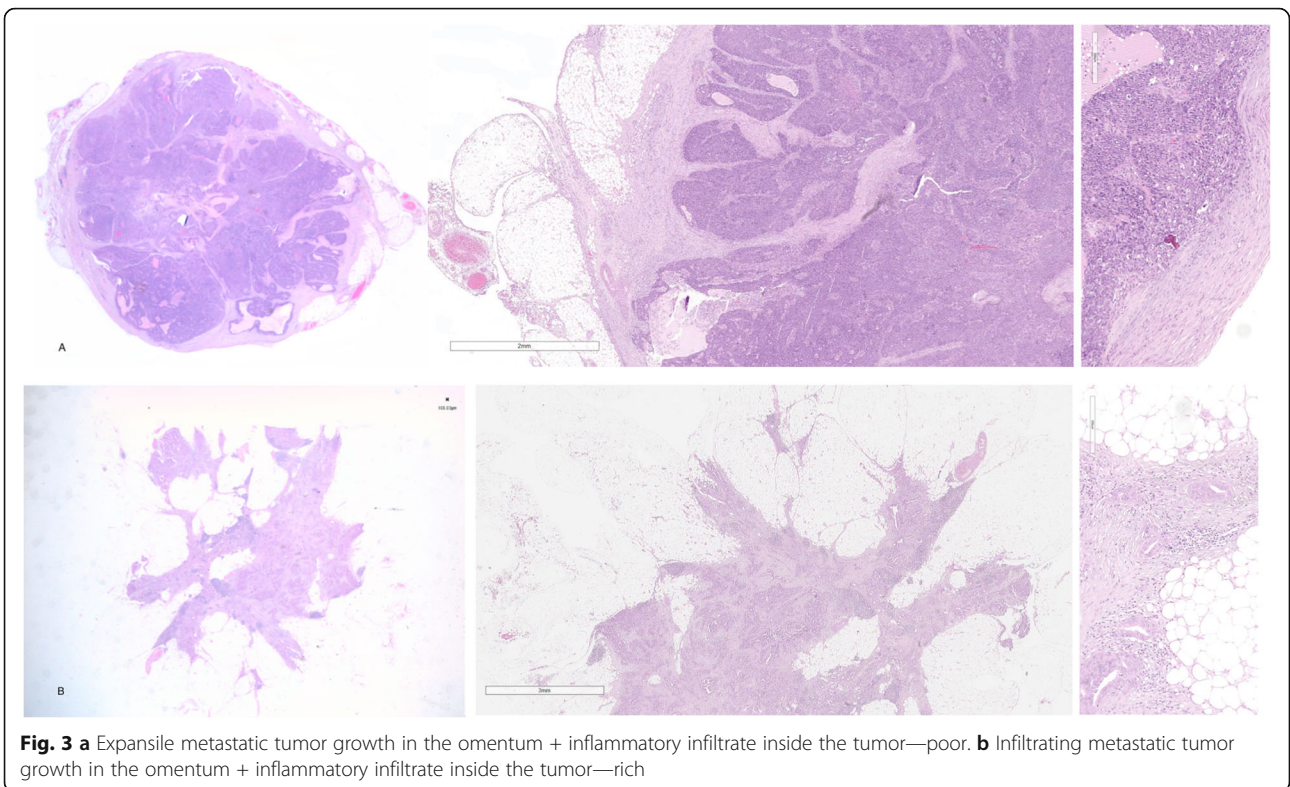 A
2mm
B
3mm
Fig. 3 a Expansile metastatic tumor growth in the omentum + inflammatory infiltrate inside the tumor—poor. b Infiltrating metastatic tumor
growth in the omentum + inflammatory infiltrate inside the tumor—rich